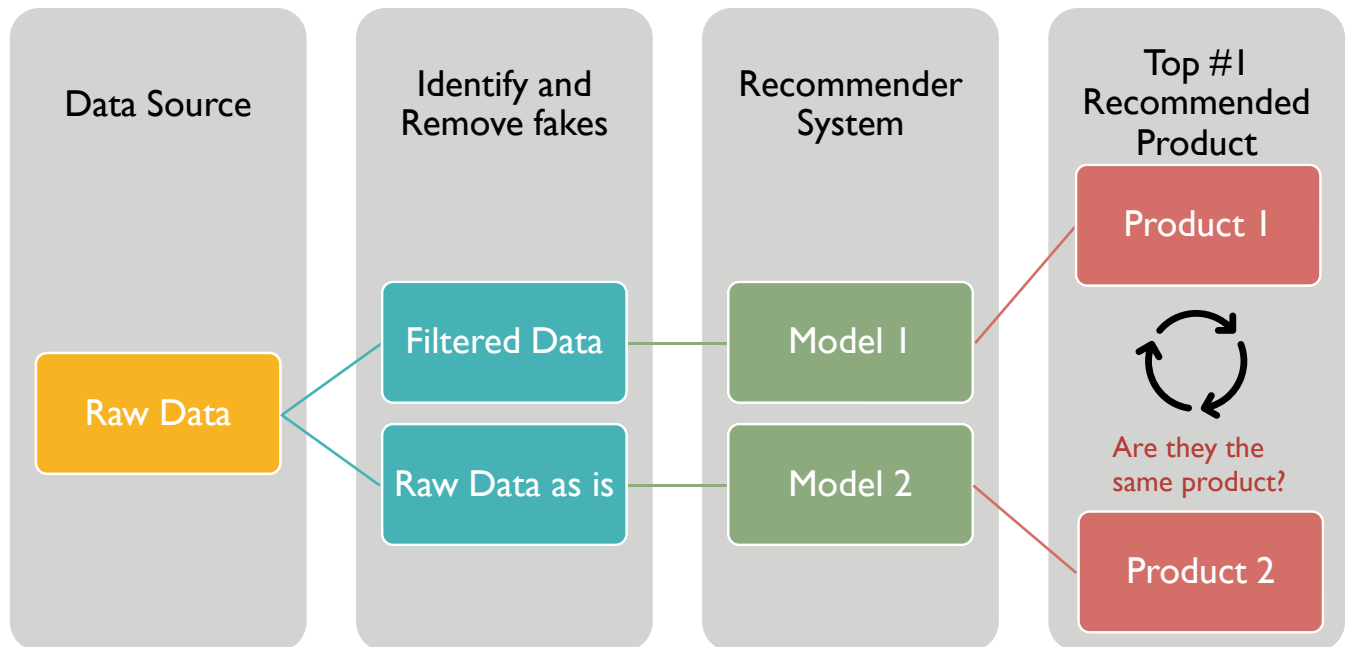 Data Source
Identify and
Remove fakes
Recommender
System
Top #1
Recommended
Product
Raw Data
Filtered Data
Raw Data as is
Model 1
Model 2
Product 1
Are they the
same product?
Product 2